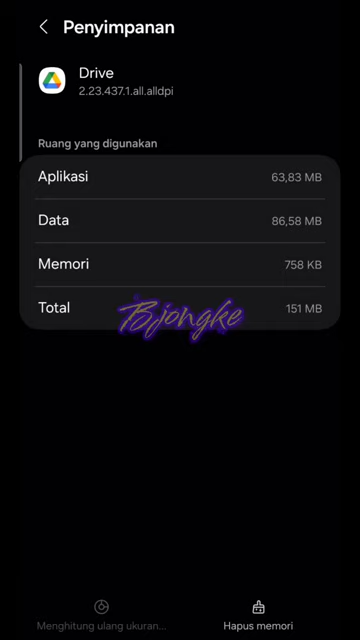 Penyimpanan
Drive
2.23.437.1.all.alldpi
Ruang yang digunakan
Aplikasi 63,83 MB
Data 86,58 MB
Memori 758 KB
Total 151 MB
Bjongke
Menghitung ulang ukuran...
Hapus memori